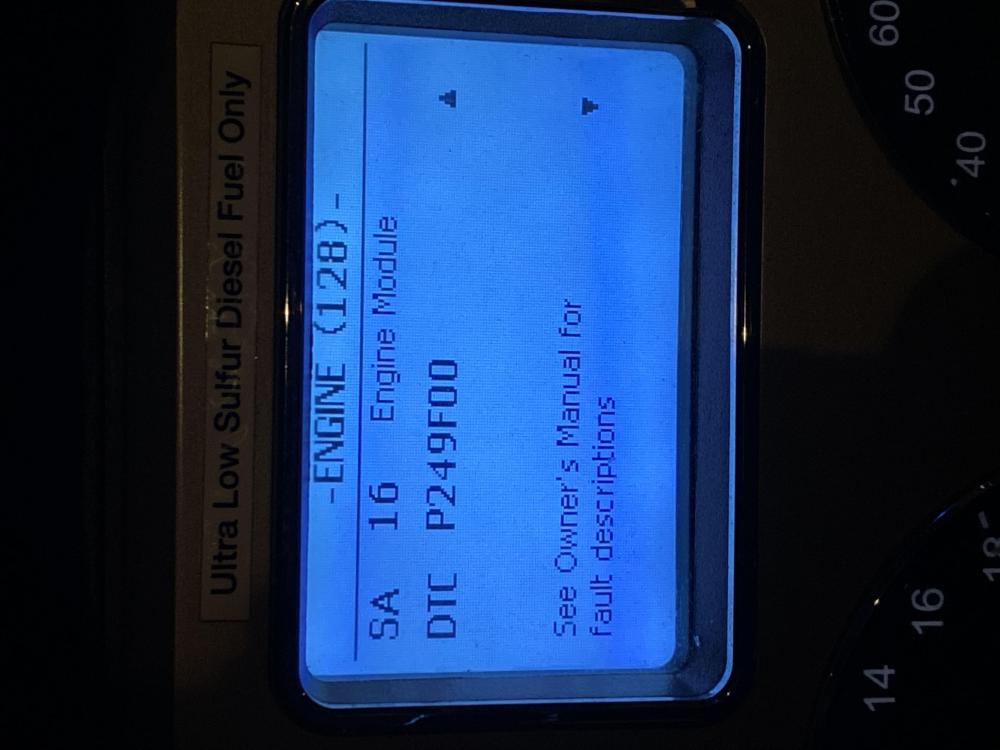 Ultra Low Sulfur Diesel Fuel Only
-ENGINE (128)-
SA 16 Engine Module
DTC P249F00
See Owner's Manual for
fault descriptions
60
50
40
14
16
18